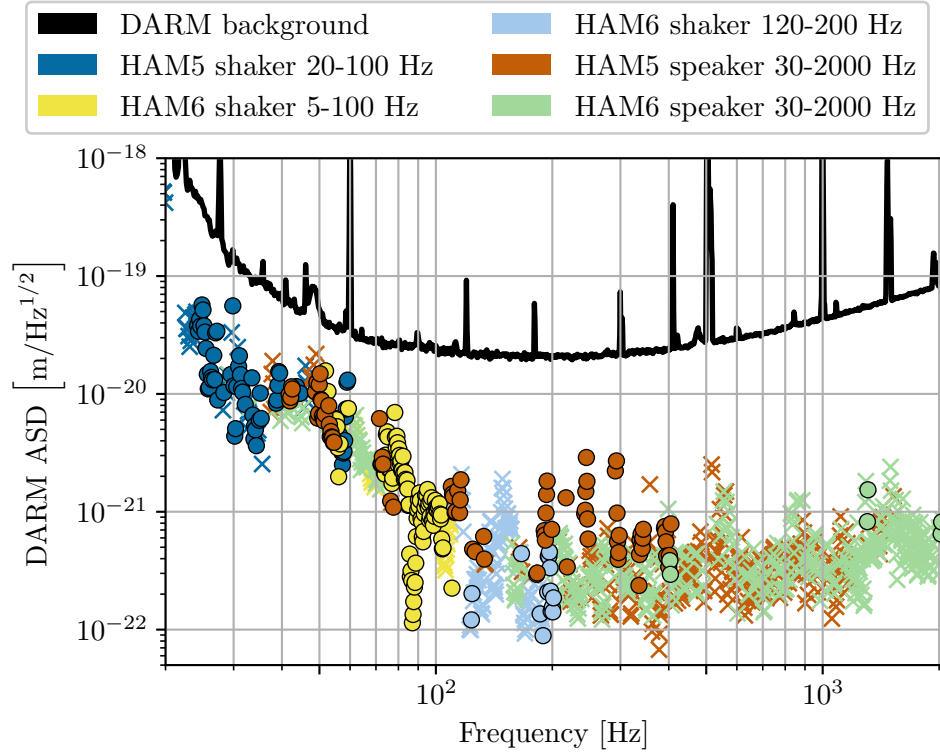 DARM background
HAM5 shaker 20-100 Hz
HAM6 shaker 5-100 Hz
HAM6 shaker 120-200 Hz
HAM5 speaker 30-2000 Hz
HAM6 speaker 30-2000 Hz
DARM ASD [m/Hz^{1/2}]
10^{-18}
10^{-19}
10^{-20}
10^{-21}
10^{-22}
10^2
10^3
Frequency [Hz]